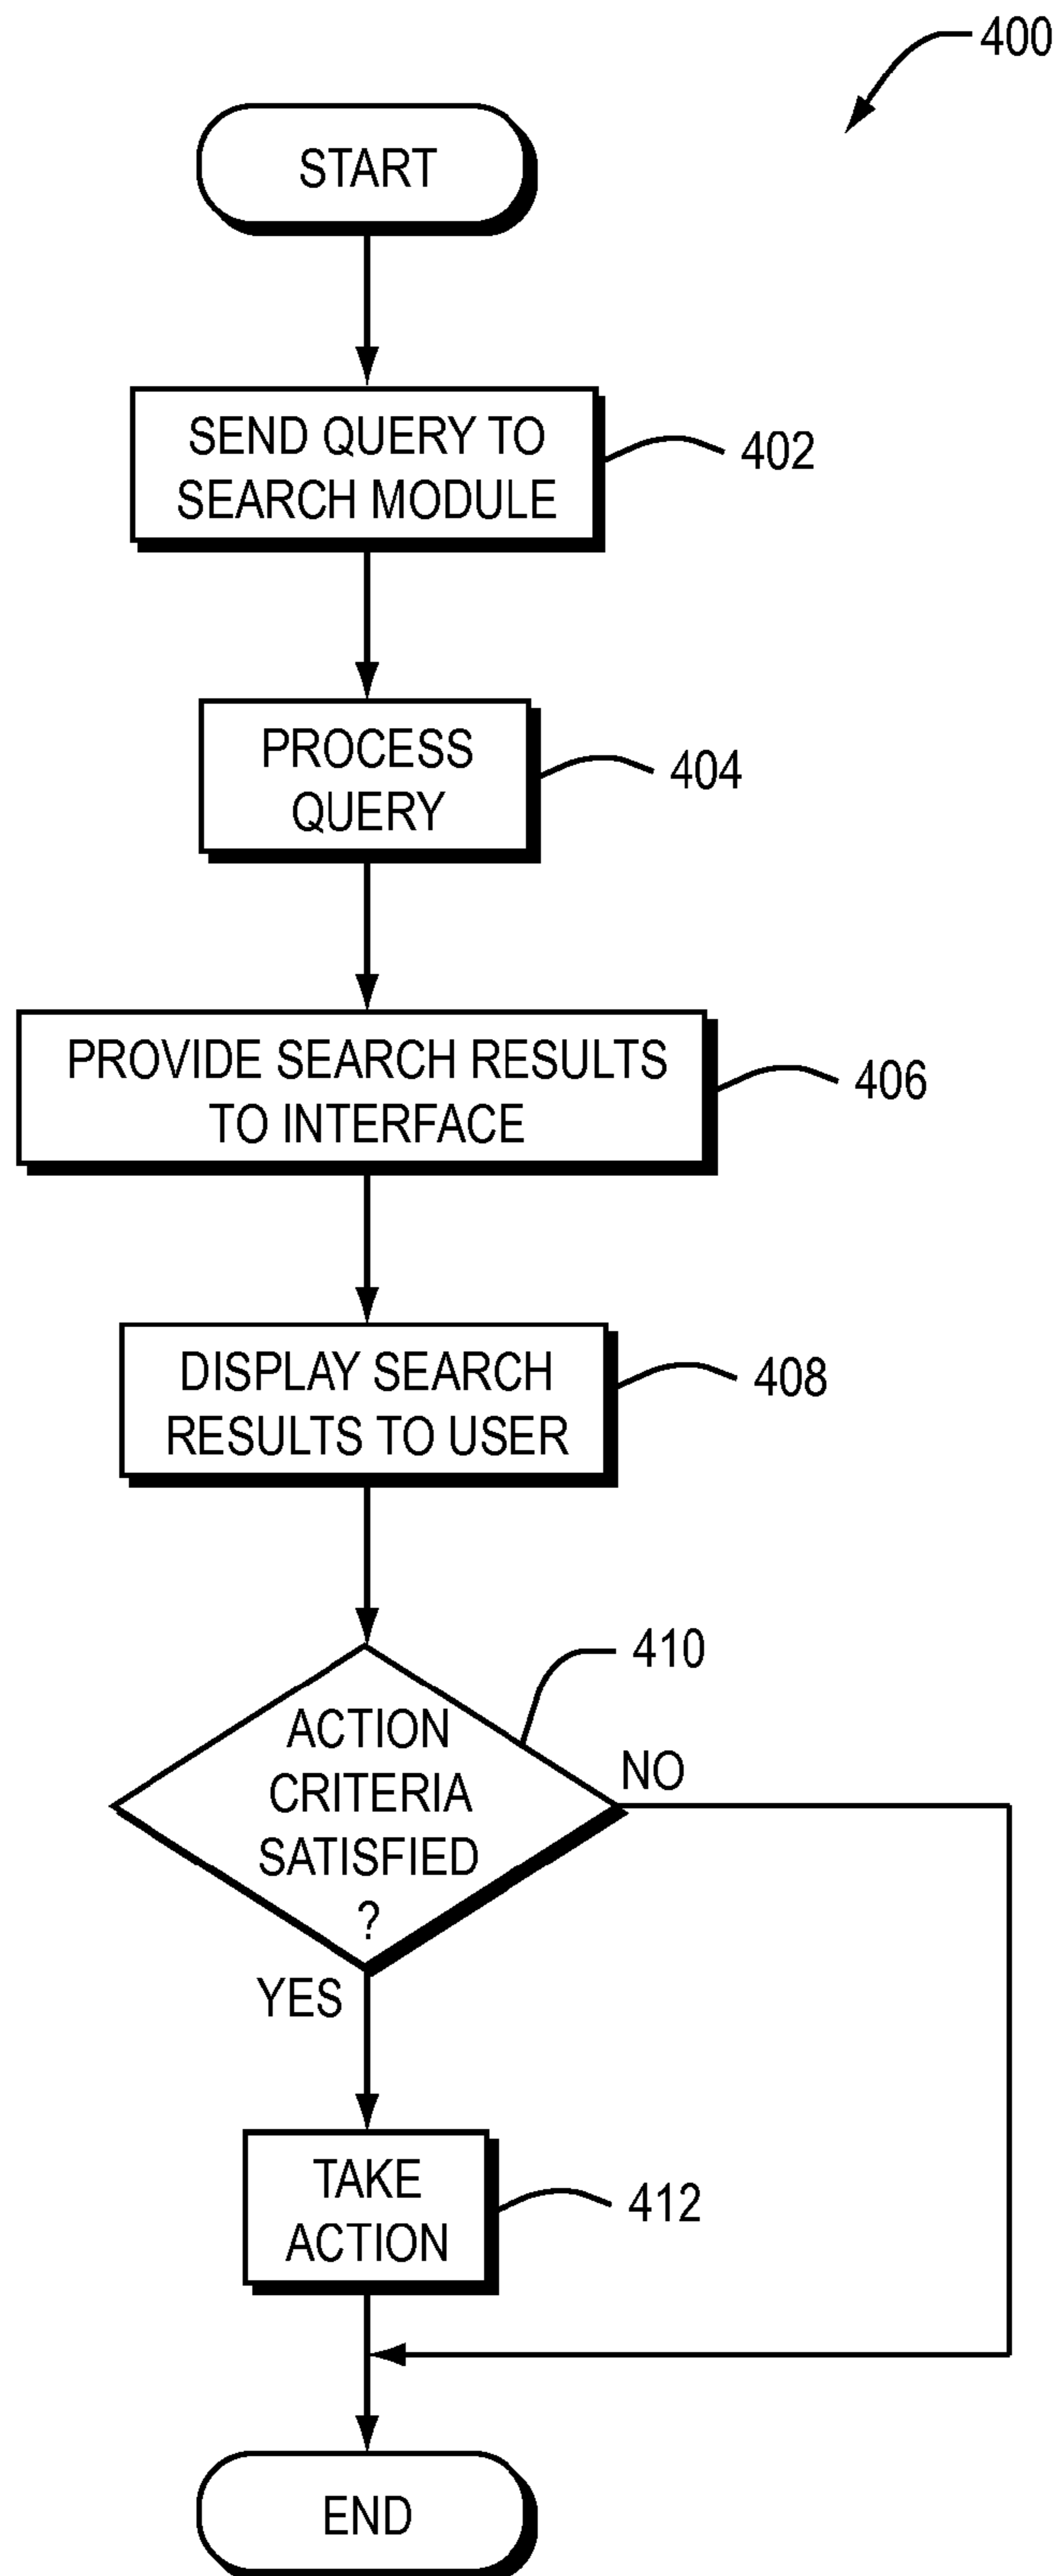 400
START
SEND QUERY TO
SEARCH MODULE
402
PROCESS
QUERY
404
PROVIDE SEARCH RESULTS
TO INTERFACE
406
DISPLAY SEARCH
RESULTS TO USER
408
410
ACTION
CRITERIA
SATISFIED
?
NO
YES
TAKE
ACTION
412
END